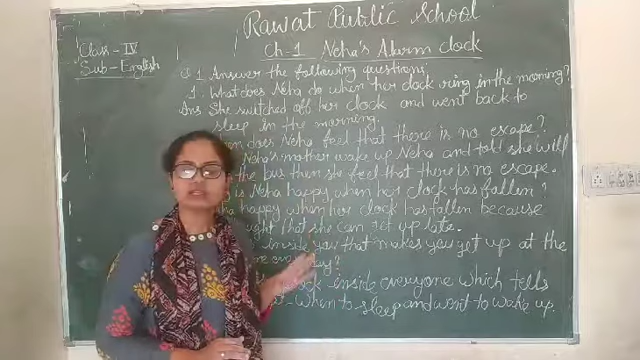 Rawat Public School
Class - IV
Sub - English
Ch-1 Neha's Alarm clock
Q 1. Answer the following questions:
1. What does Neha do when her clock ring in the morning?
Ans She switched off her clock and went back to
sleep in the morning.
does Neha feel that there is no escape?
Neha's mother wake up Neha and told she will
the bus then she feel that there is no escape.
is Neha happy when her clock has fallen?
happy when her clock has fallen because
that she can get up late.
inside you that makes you get up at the
inside everyone which tells
when to sleep and want to wake up.